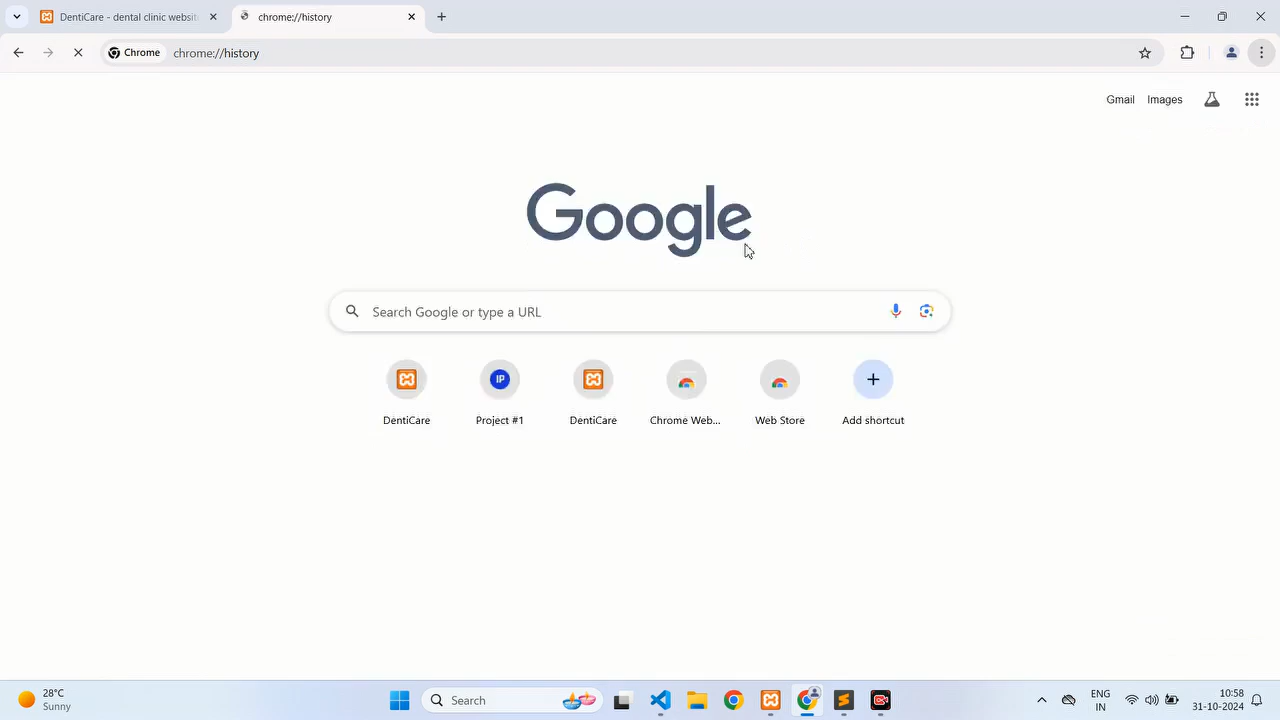 DentiCare - dental clinic websit
chrome://history
Chrome
chrome://history
Gmail
Images
Google
Search Google or type a URL
IP
DentiCare
Project #1
DentiCare
Chrome Web...
Web Store
Add shortcut
28°C
Sunny
Search
ENG
IN
10:58
31-10-2024